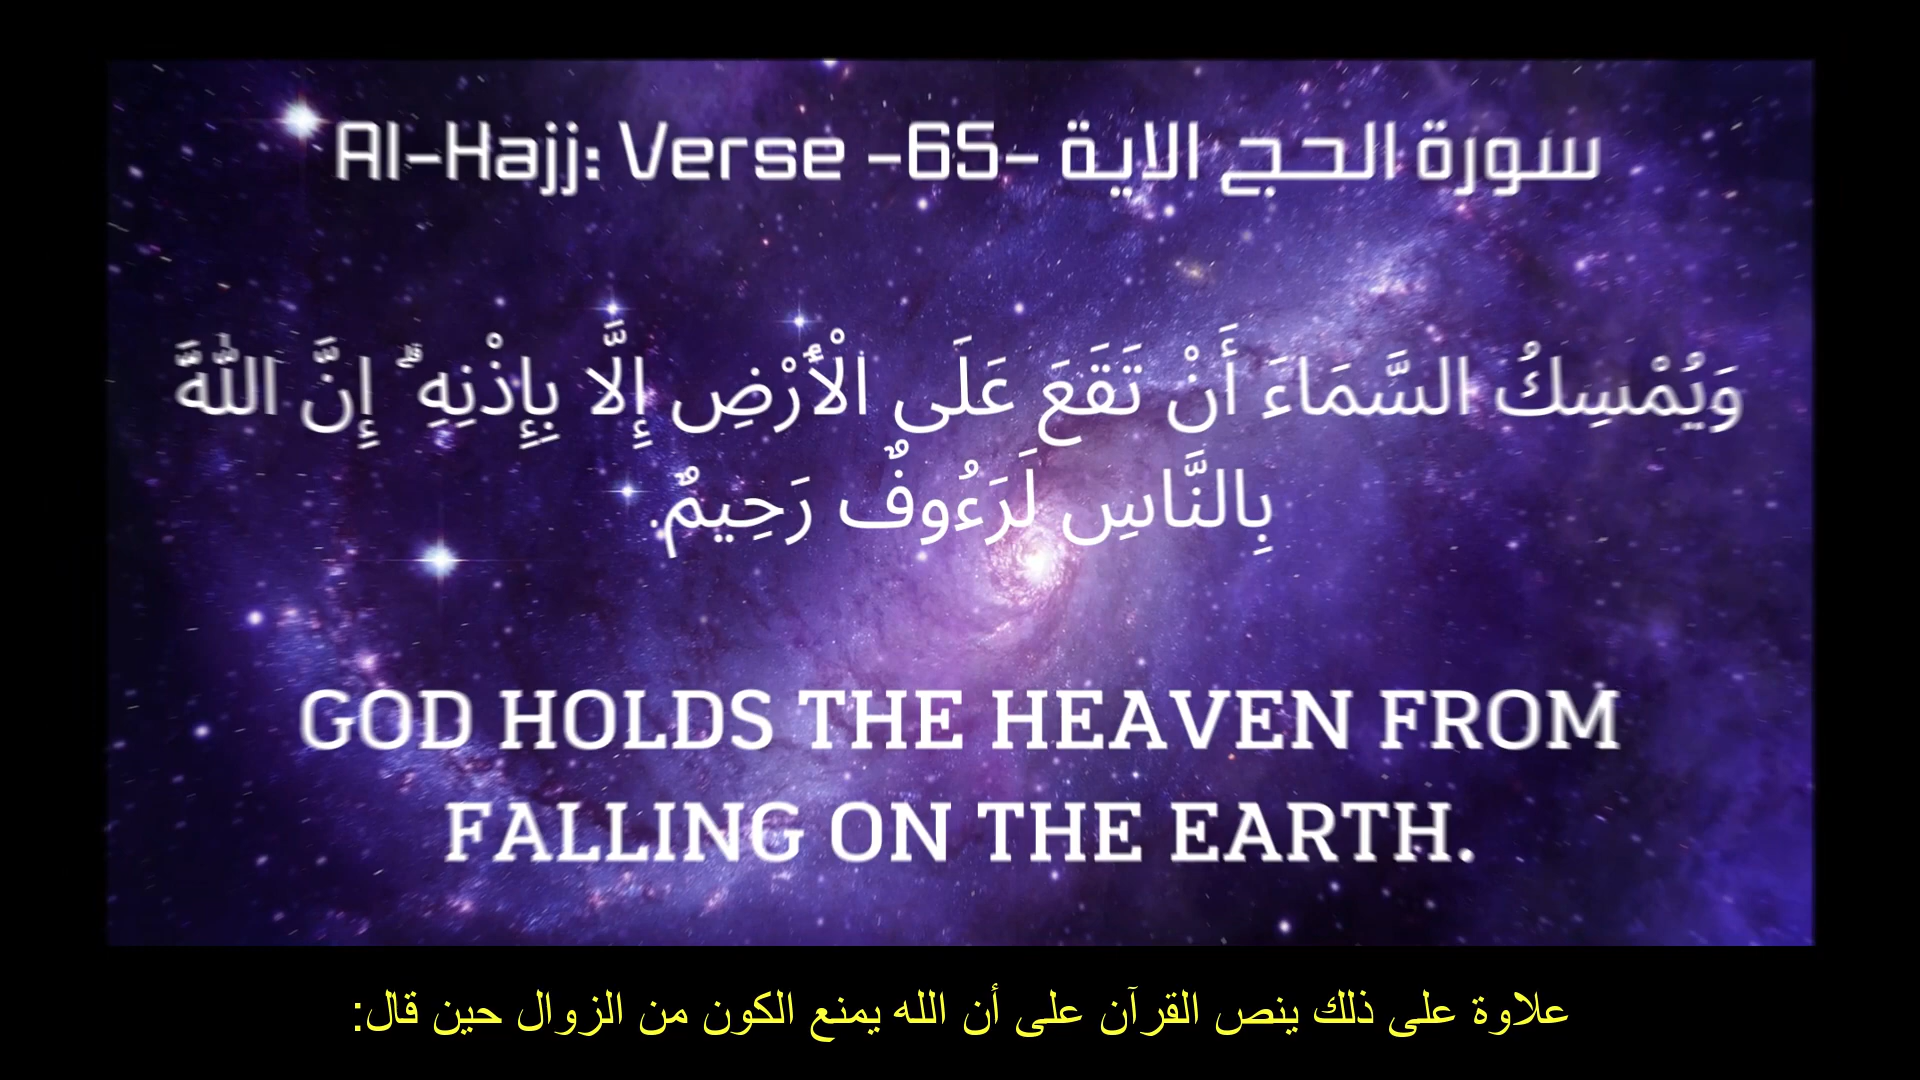 Al-Hajj: Verse -65- سورة الحج الاية
وَيُمْسِكُ السَّمَاءَ أَنْ تَقَعَ عَلَى الْأَرْضِ إِلَّا بِإِذْنِهِ ۗ إِنَّ اللَّهَ
بِالنَّاسِ لَرَءُوفٌ رَحِيمٌ.
GOD HOLDS THE HEAVEN FROM
FALLING ON THE EARTH.
علاوة على ذلك ينص القرآن على أن الله يمنع الكون من الزوال حين قال: